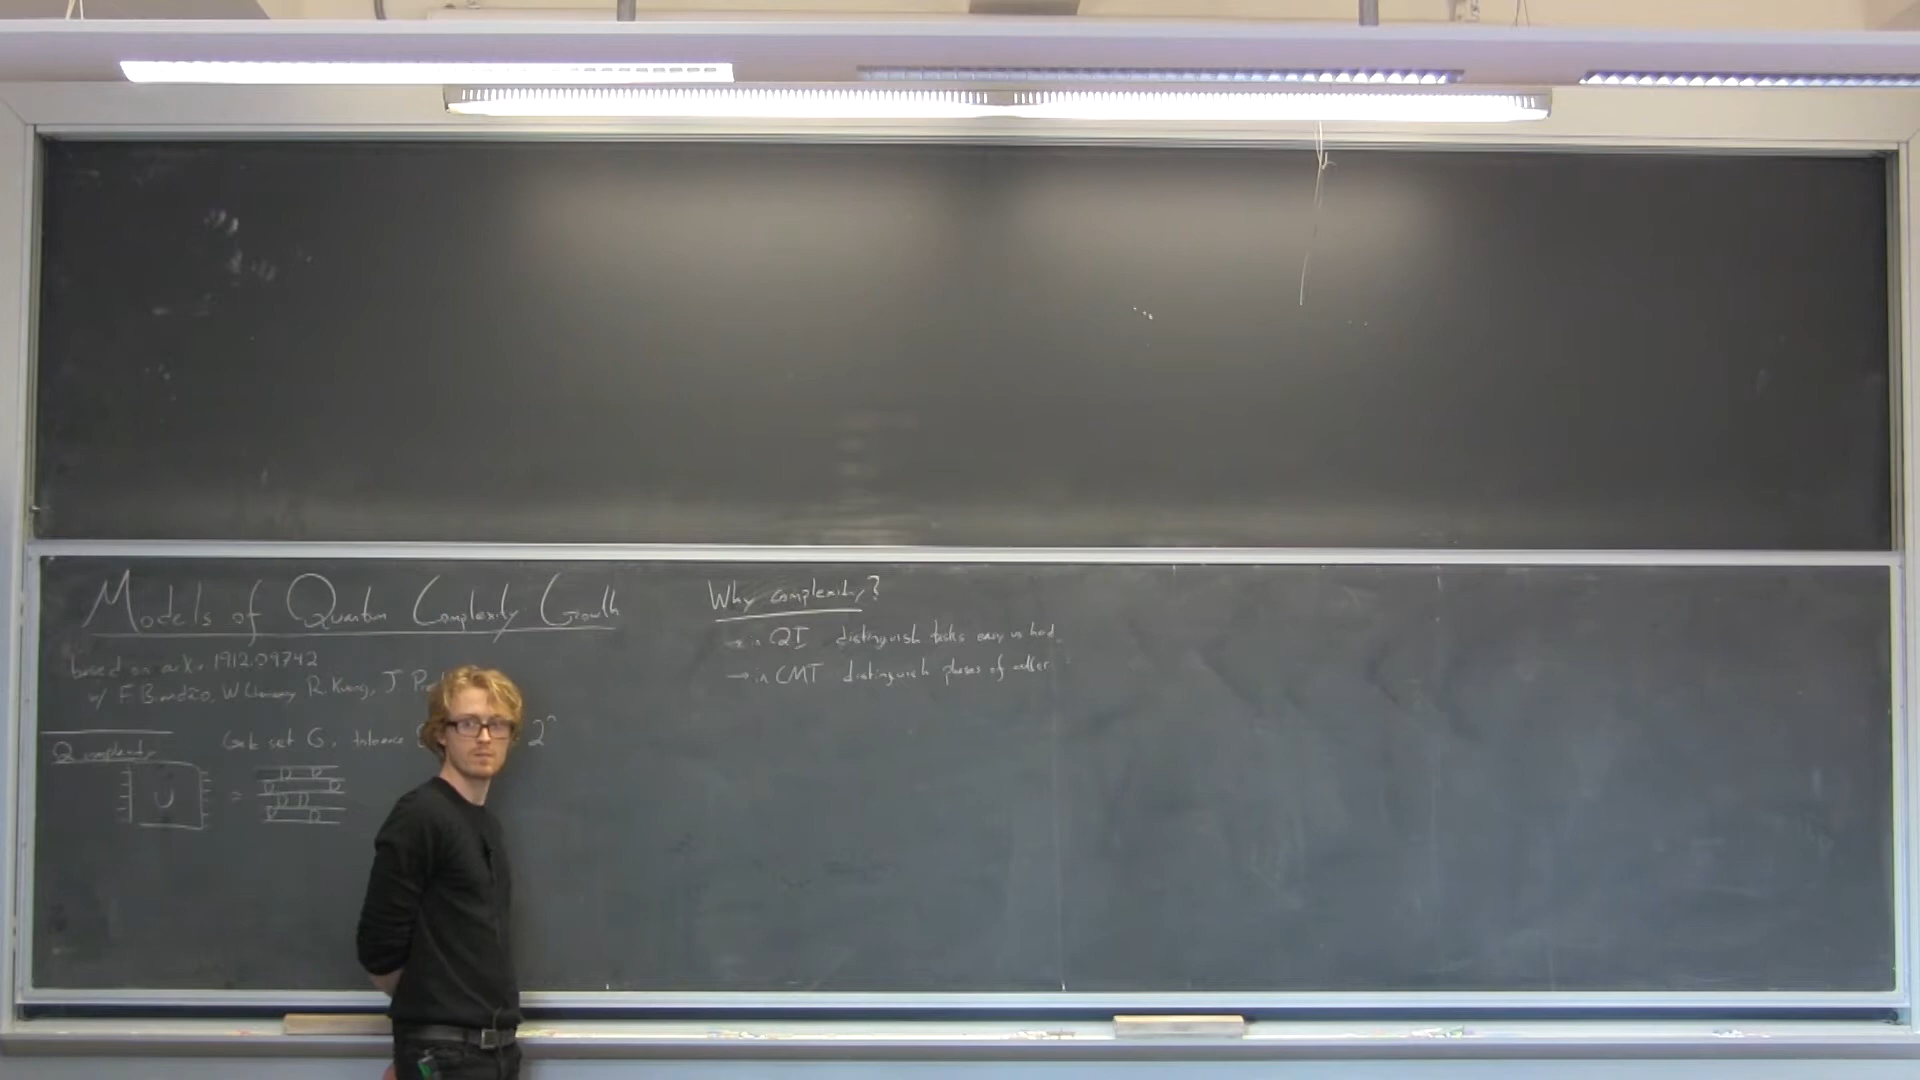 Models of Quantum Complexity Growth
based on arXiv 1912.09742
w/ F Brandão, W Chemissany, R Kueng, J
Q complexity
Gate set G, tolerance 2^n
U ≈
Why complexity?
→ in QI distinguish tasks easy vs hard
→ in CMT distinguish phases of matter